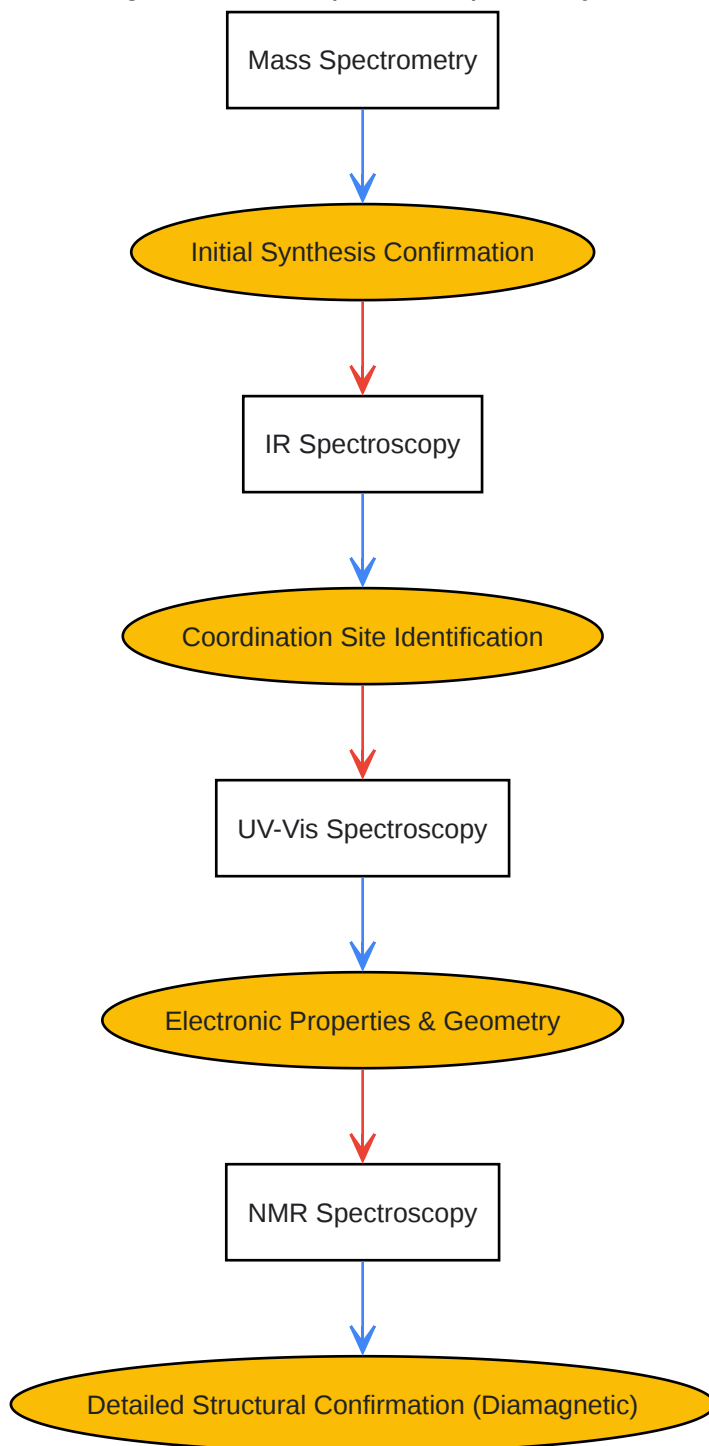 Mass Spectrometry
Initial Synthesis Confirmation
IR Spectroscopy
Coordination Site Identification
UV-Vis Spectroscopy
Electronic Properties & Geometry
NMR Spectroscopy
Detailed Structural Confirmation (Diamagnetic)